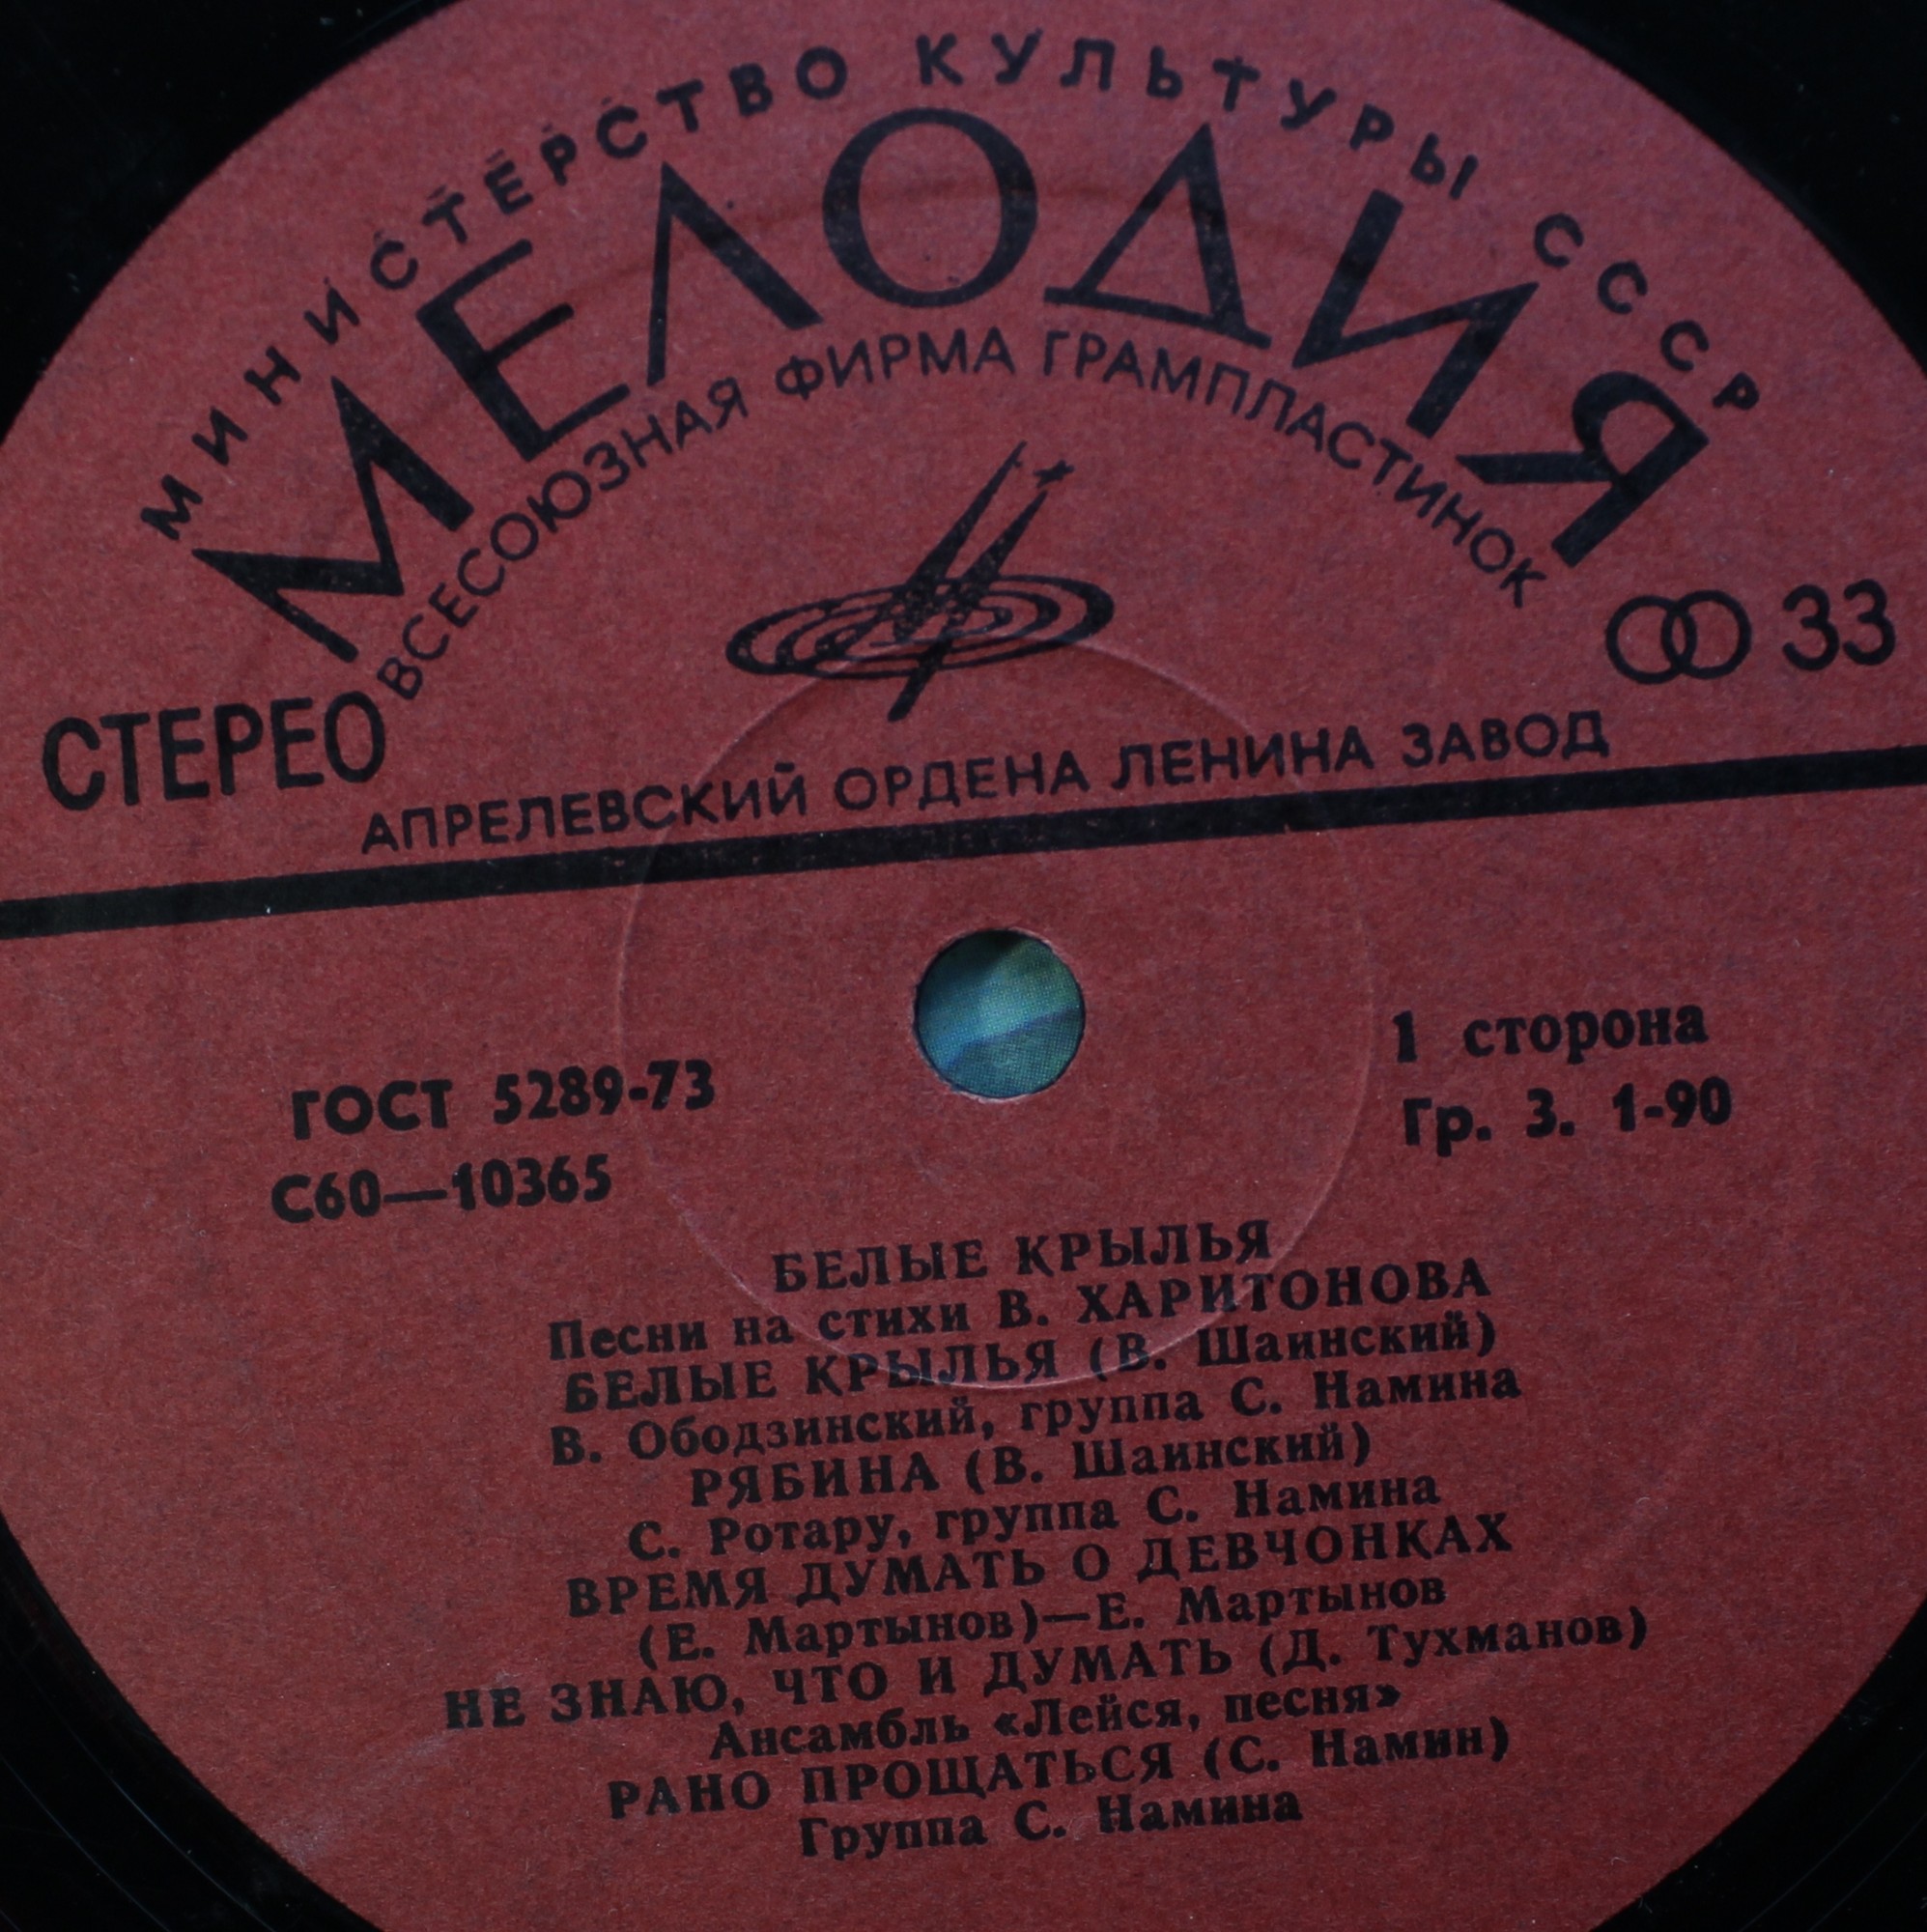 МИНИСТЕРСТВО КУЛЬТУРЫ СССР
МЕЛОДИЯ
ВСЕСОЮЗНАЯ ФИРМА ГРАМПЛАСТИНОК
СТЕРЕО
33
АПРЕЛЕВСКИЙ ОРДЕНА ЛЕНИНА ЗАВОД
ГОСТ 5289-73
С60—10365
1 сторона
Гр. 3. 1-90
БЕЛЫЕ КРЫЛЬЯ
Песни на стихи В. ХАРИТОНОВА
БЕЛЫЕ КРЫЛЬЯ (В. Шаинский)
В. Ободзинский, группа С. Намина
РЯБИНА (В. Шаинский)
С. Ротару, группа С. Намина
ВРЕМЯ ДУМАТЬ О ДЕВЧОНКАХ
(Е. Мартынов)—Е. Мартынов
НЕ ЗНАЮ, ЧТО И ДУМАТЬ (Д. Тухманов)
Ансамбль «Лейся, песня»
РАНО ПРОЩАТЬСЯ (С. Намин)
Группа С. Намина